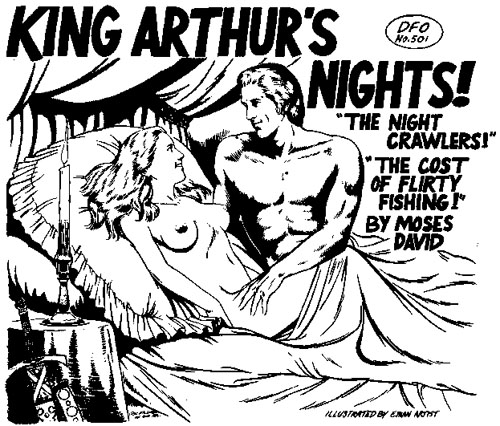 KING ARTHUR'S
NIGHTS!
DFO
No.501
"THE NIGHT
CRAWLERS!"
"THE COST
OF FLIRTY
FISHING!"
BY MOSES
DAVID
ILLUSTRATED BY EMAN ARTIST